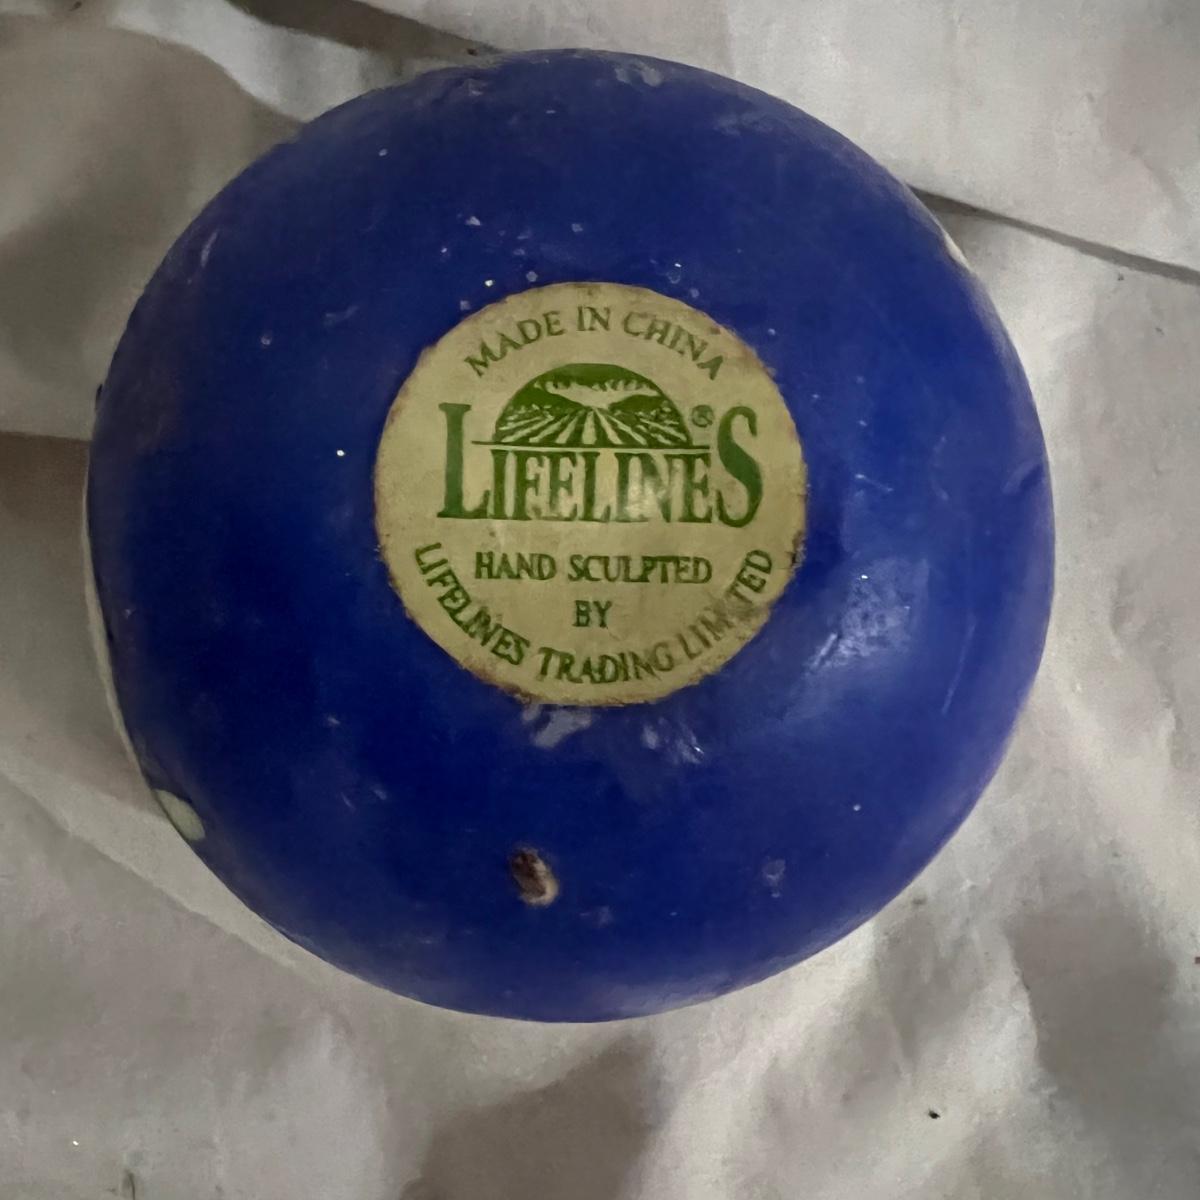 MADE IN CHINA
LIFELINES®
HAND SCULPTED
BY
LIFELINES TRADING LIMITED